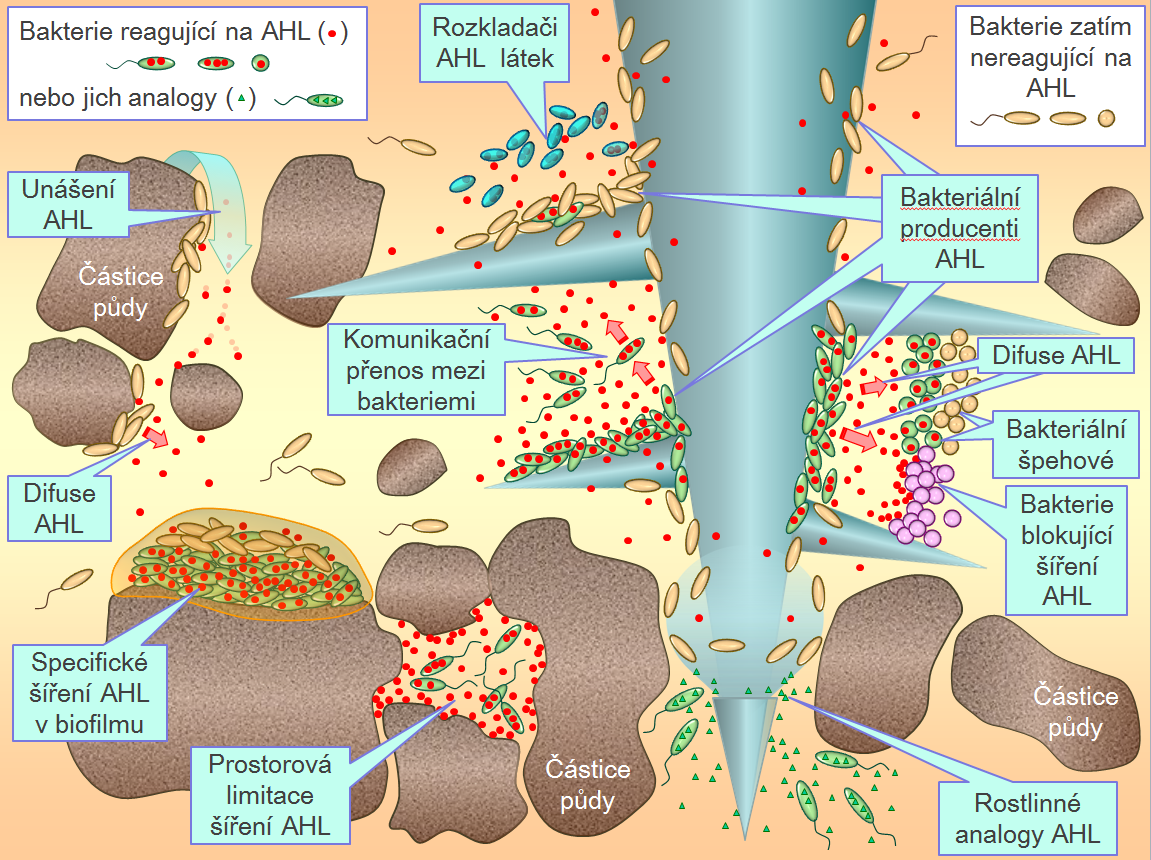 Bakterie reagující na AHL (●)
nebo jich analogy (▲)
Rozkladači
AHL látek
Bakterie zatím
nereagující na
AHL
Unášení
AHL
Částice
půdy
Bakteriální
producenti
AHL
Komunikační
přenos mezi
bakteriemi
Difuse AHL
Bakteriální
špehové
Difuse
AHL
Bakterie
blokující
šíření
AHL
Specifické
šíření AHL
v biofilmu
Částice
půdy
Prostorová
limitace
šíření AHL
Částice
půdy
Rostlinné
analogy AHL